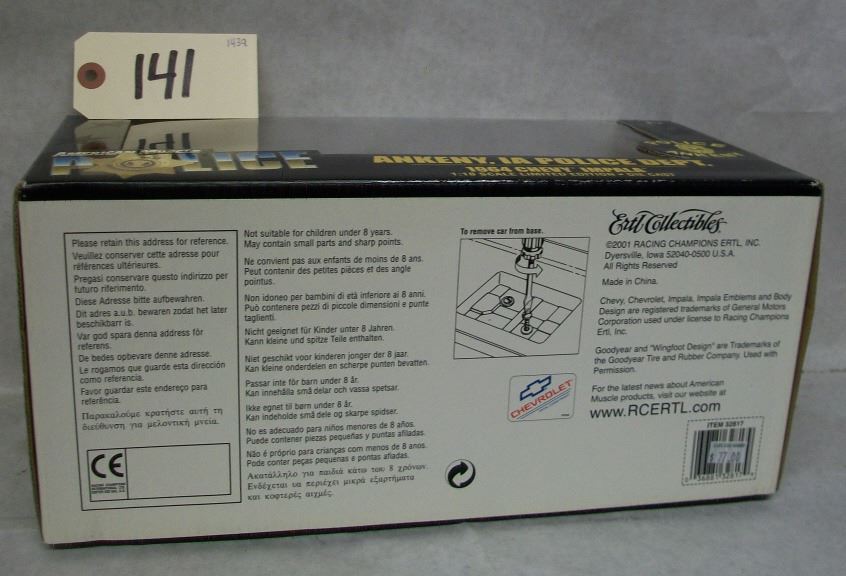 141
1439
AMERICAN MUSCLE
POLICE
ANKENY, IA POLICE DEPT.
CHEVY IMPALA
Please retain this address for reference.
Veuillez conserver cette adresse pour
références ultérieures.
Pregasi conservare questo indirizzo per
futuro riferimento.
Diese Adresse bitte aufbewahren.
Dit adres a.u.b. bewaren zodat het later
beschikbarr is.
Var god spara denna address för
referens.
De bedes opbevare denne adresse.
Le rogamos que guarde esta dirección
como referencia.
Favor guardar este endereço para
referência.
Παρακαλούμε κρατήστε αυτή τη
διεύθυνση για μελοντική μνεία.
CE
Not suitable for children under 8 years.
May contain small parts and sharp points.
Ne convient pas aux enfants de moins de 8 ans.
Peut contenir des petites pièces et des angle
pointus.
Non idoneo per bambini di età inferiore ai 8 anni.
Può contenere pezzi di piccole dimensioni e punte
taglienti.
Nicht geeignet für Kinder unter 8 Jahren.
Kann kleine und spitze Teile enthalten.
Niet geschikt voor kinderen jonger der 8 jaar.
Kan kleine onderdelen en scherpe punten bevatten.
Passar inte för barn under 8 år.
Kan innehålla små delar och vassa spetsar.
Ikke egnet til børn under 8 år.
Kan indeholde små dele og skarpe spidser.
No es adecuado para niños menores de 8 años.
Puede contener piezas pequeñas y puntas afiladas.
Não é próprio para crianças com menos de 8 anos.
Pode conter peças pequenas e pontas afiadas.
Ακατάλληλο για παιδιά κάτω του 8 χρόνων.
Ενδέχεται να περιέχει μικρά εξαρτήματα
και κοφτερές αιχμές.
To remove car from base.
CHEVROLET
Ertl Collectibles
©2001 RACING CHAMPIONS ERTL, INC.
Dyersville, Iowa 52040-0500 U.S.A.
All Rights Reserved
Made in China.
Chevy, Chevrolet, Impala, Impala Emblems and Body
Design are registered trademarks of General Motors
Corporation used under license to Racing Champions
Ertl, Inc.
Goodyear and "Wingfoot Design" are Trademarks of
the Goodyear Tire and Rubber Company. Used with
Permission.
For the latest news about American
Muscle products, visit our website at
www.RCERTL.com
ITEM 32817
$ 77.00
0 36881 32817